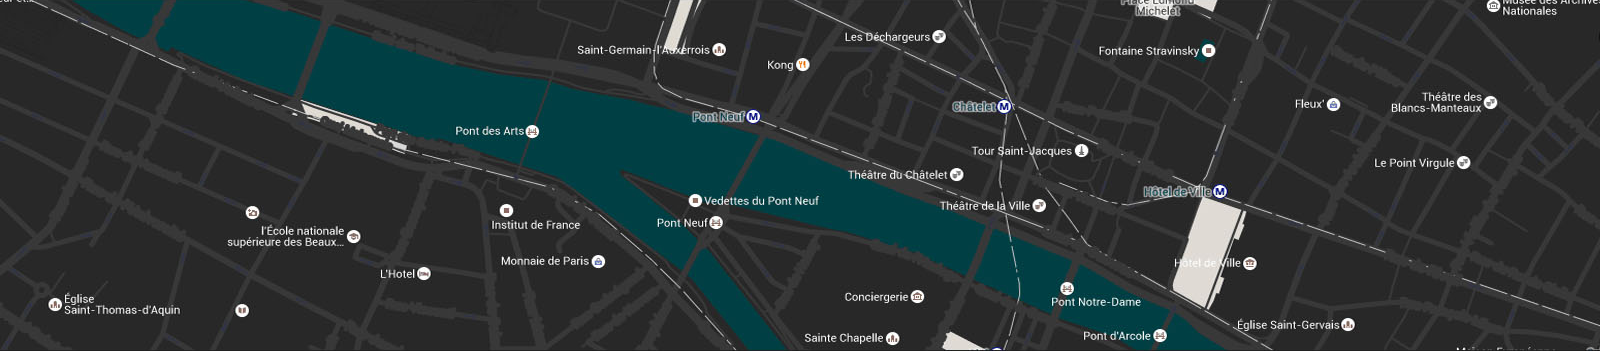 Michelet
Nationales
Saint-Germain-l'Auxerrois
Les Déchargeurs
Fontaine Stravinsky
Kong
Pont Neuf
Châtelet
Fleux'
Théâtre des
Blancs-Manteaux
Pont des Arts
Tour Saint-Jacques
Le Point Virgule
Théâtre du Châtelet
Hôtel de Ville
Vedettes du Pont Neuf
Théâtre de la Ville
Institut de France
Pont Neuf
l'École nationale
supérieure des Beaux...
Monnaie de Paris
Hôtel de Ville
L'Hotel
Conciergerie
Pont Notre-Dame
Église
Saint-Thomas-d'Aquin
Église Saint-Gervais
Sainte Chapelle
Pont d'Arcole